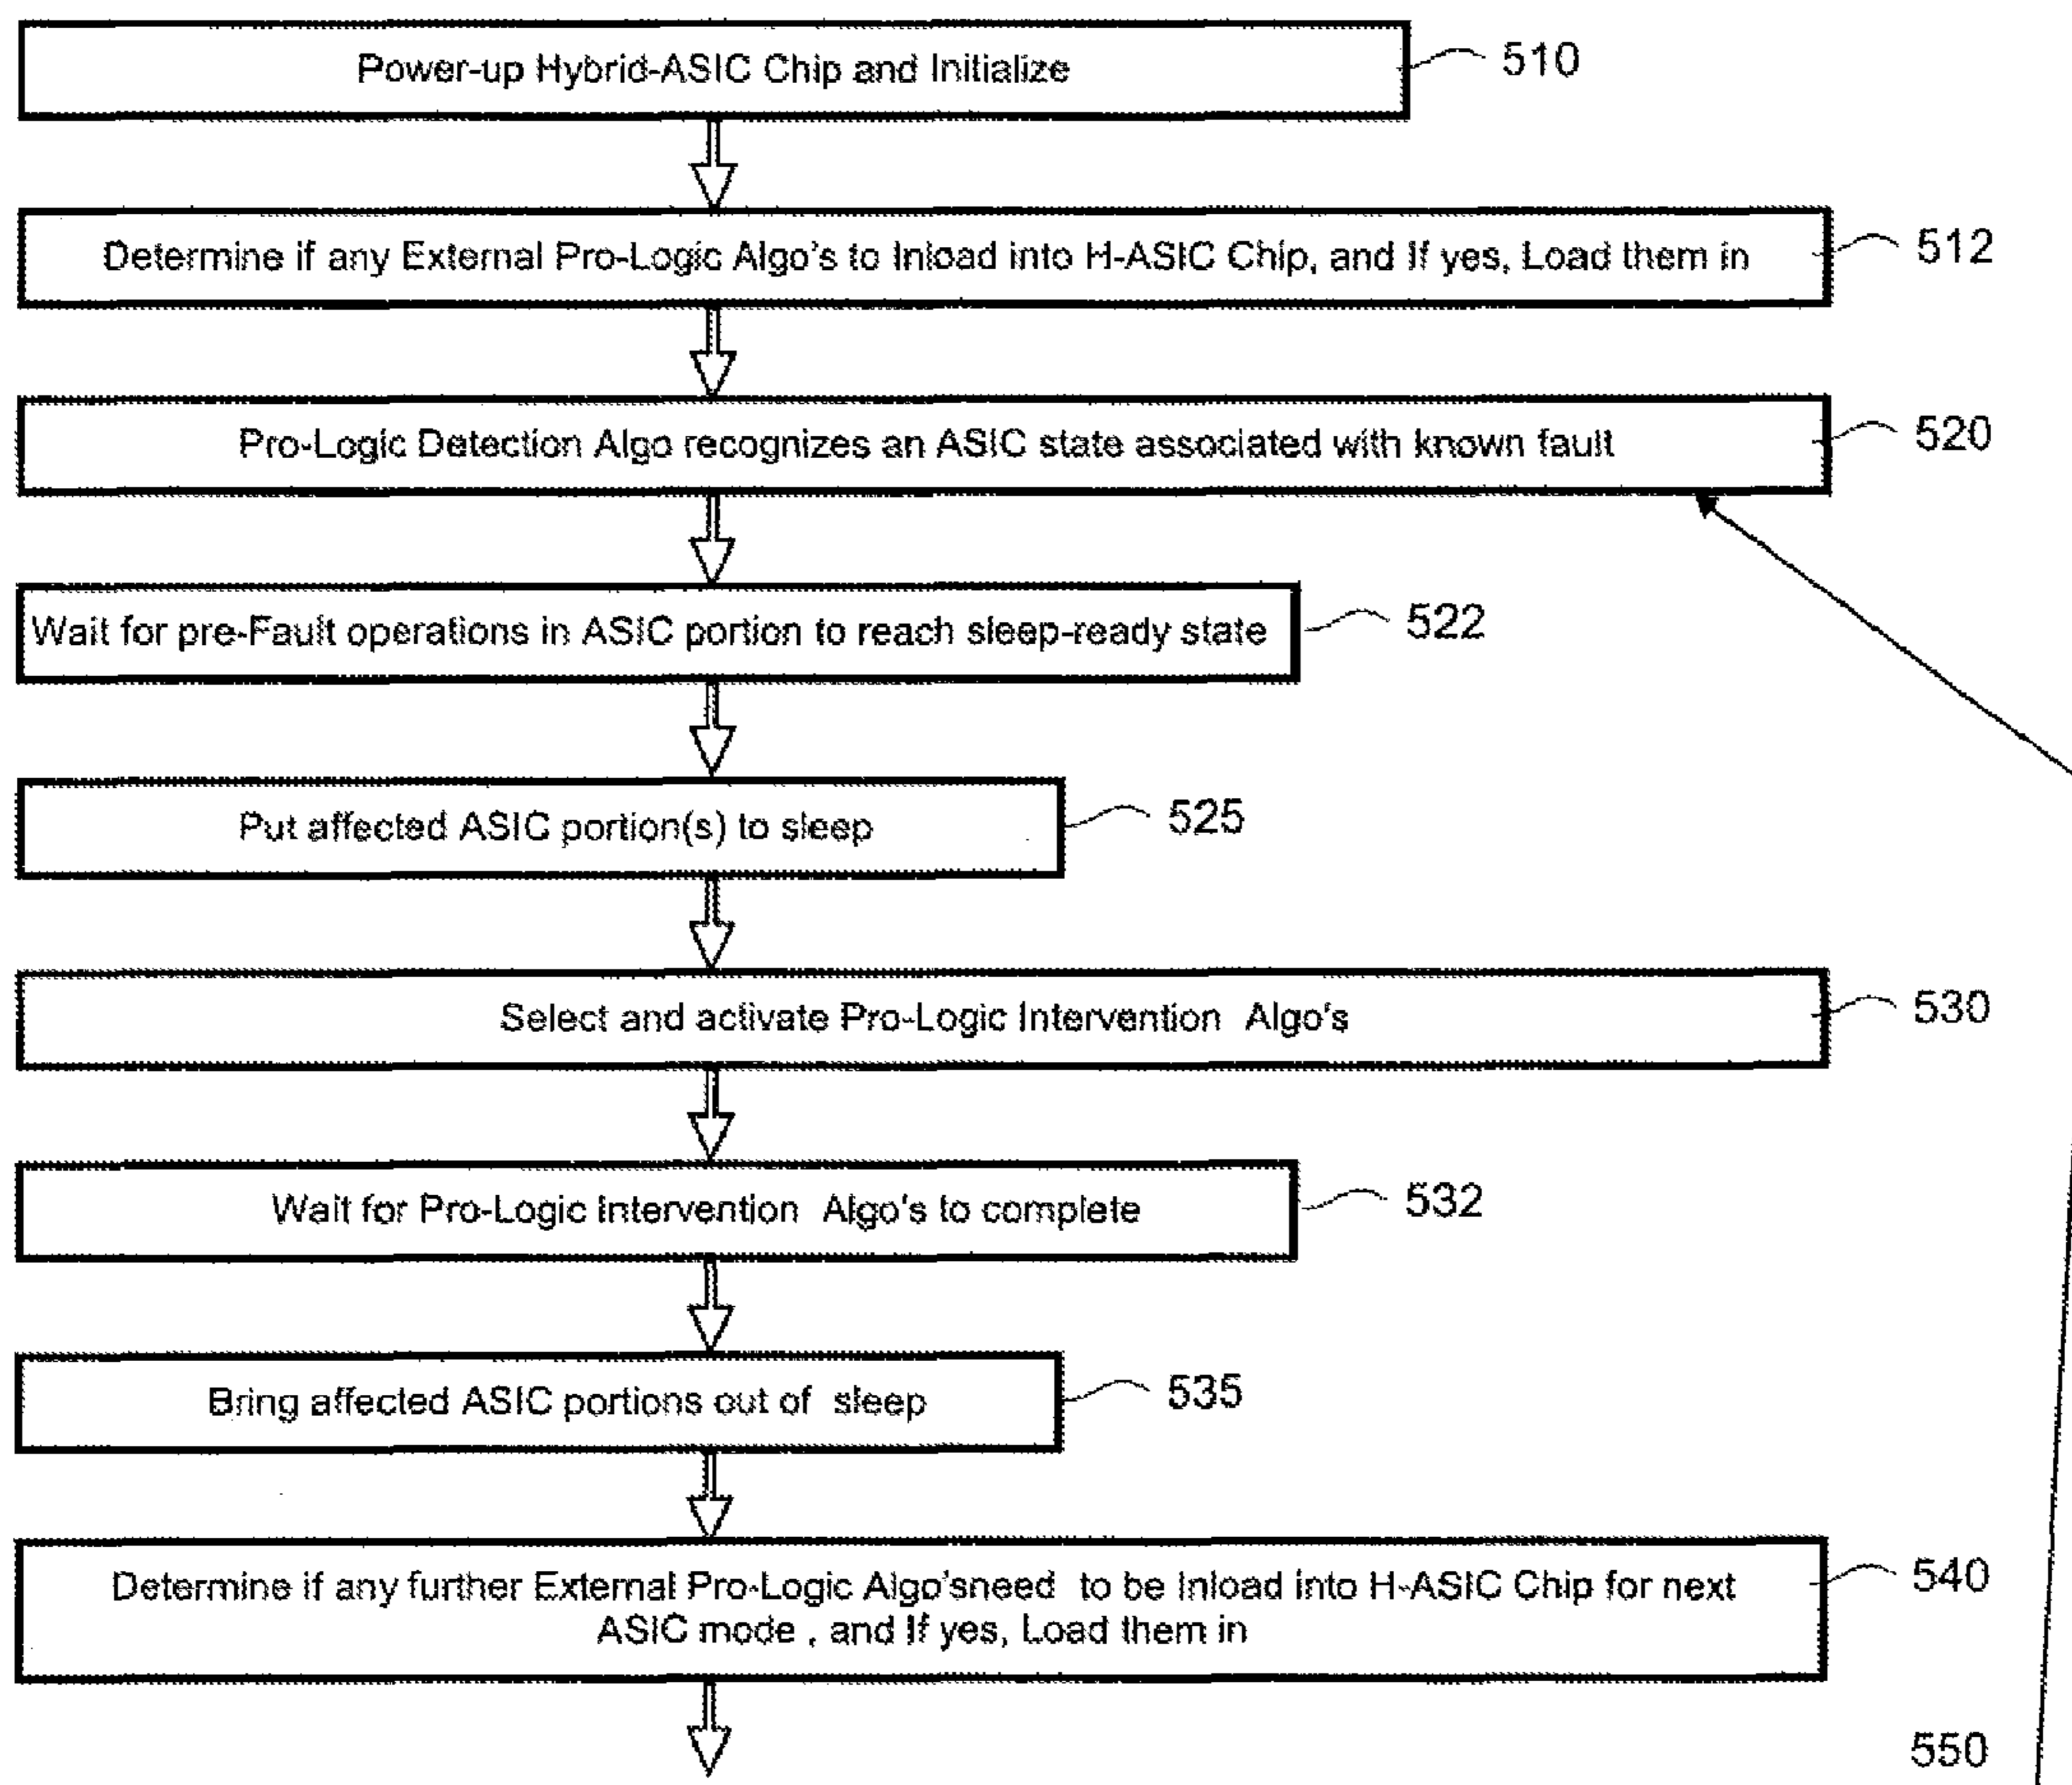 Power-up Hybrid-ASIC Chip and Initialize
510
Determine if any External Pro-Logic Algo's to Inload into H-ASIC Chip, and If yes, Load them in
512
Pro-Logic Detection Algo recognizes an ASIC state associated with known fault
520
Wait for pre-Fault operations in ASIC portion to reach sleep-ready state
522
Put affected ASIC portion(s) to sleep
525
Select and activate Pro-Logic Intervention Algo's
530
Wait for Pro-Logic Intervention Algo's to complete
532
Bring affected ASIC portions out of sleep
535
Determine if any further External Pro-Logic Algo'sneed to be Inload into H-ASIC Chip for next
ASIC mode , and If yes, Load them in
540
550